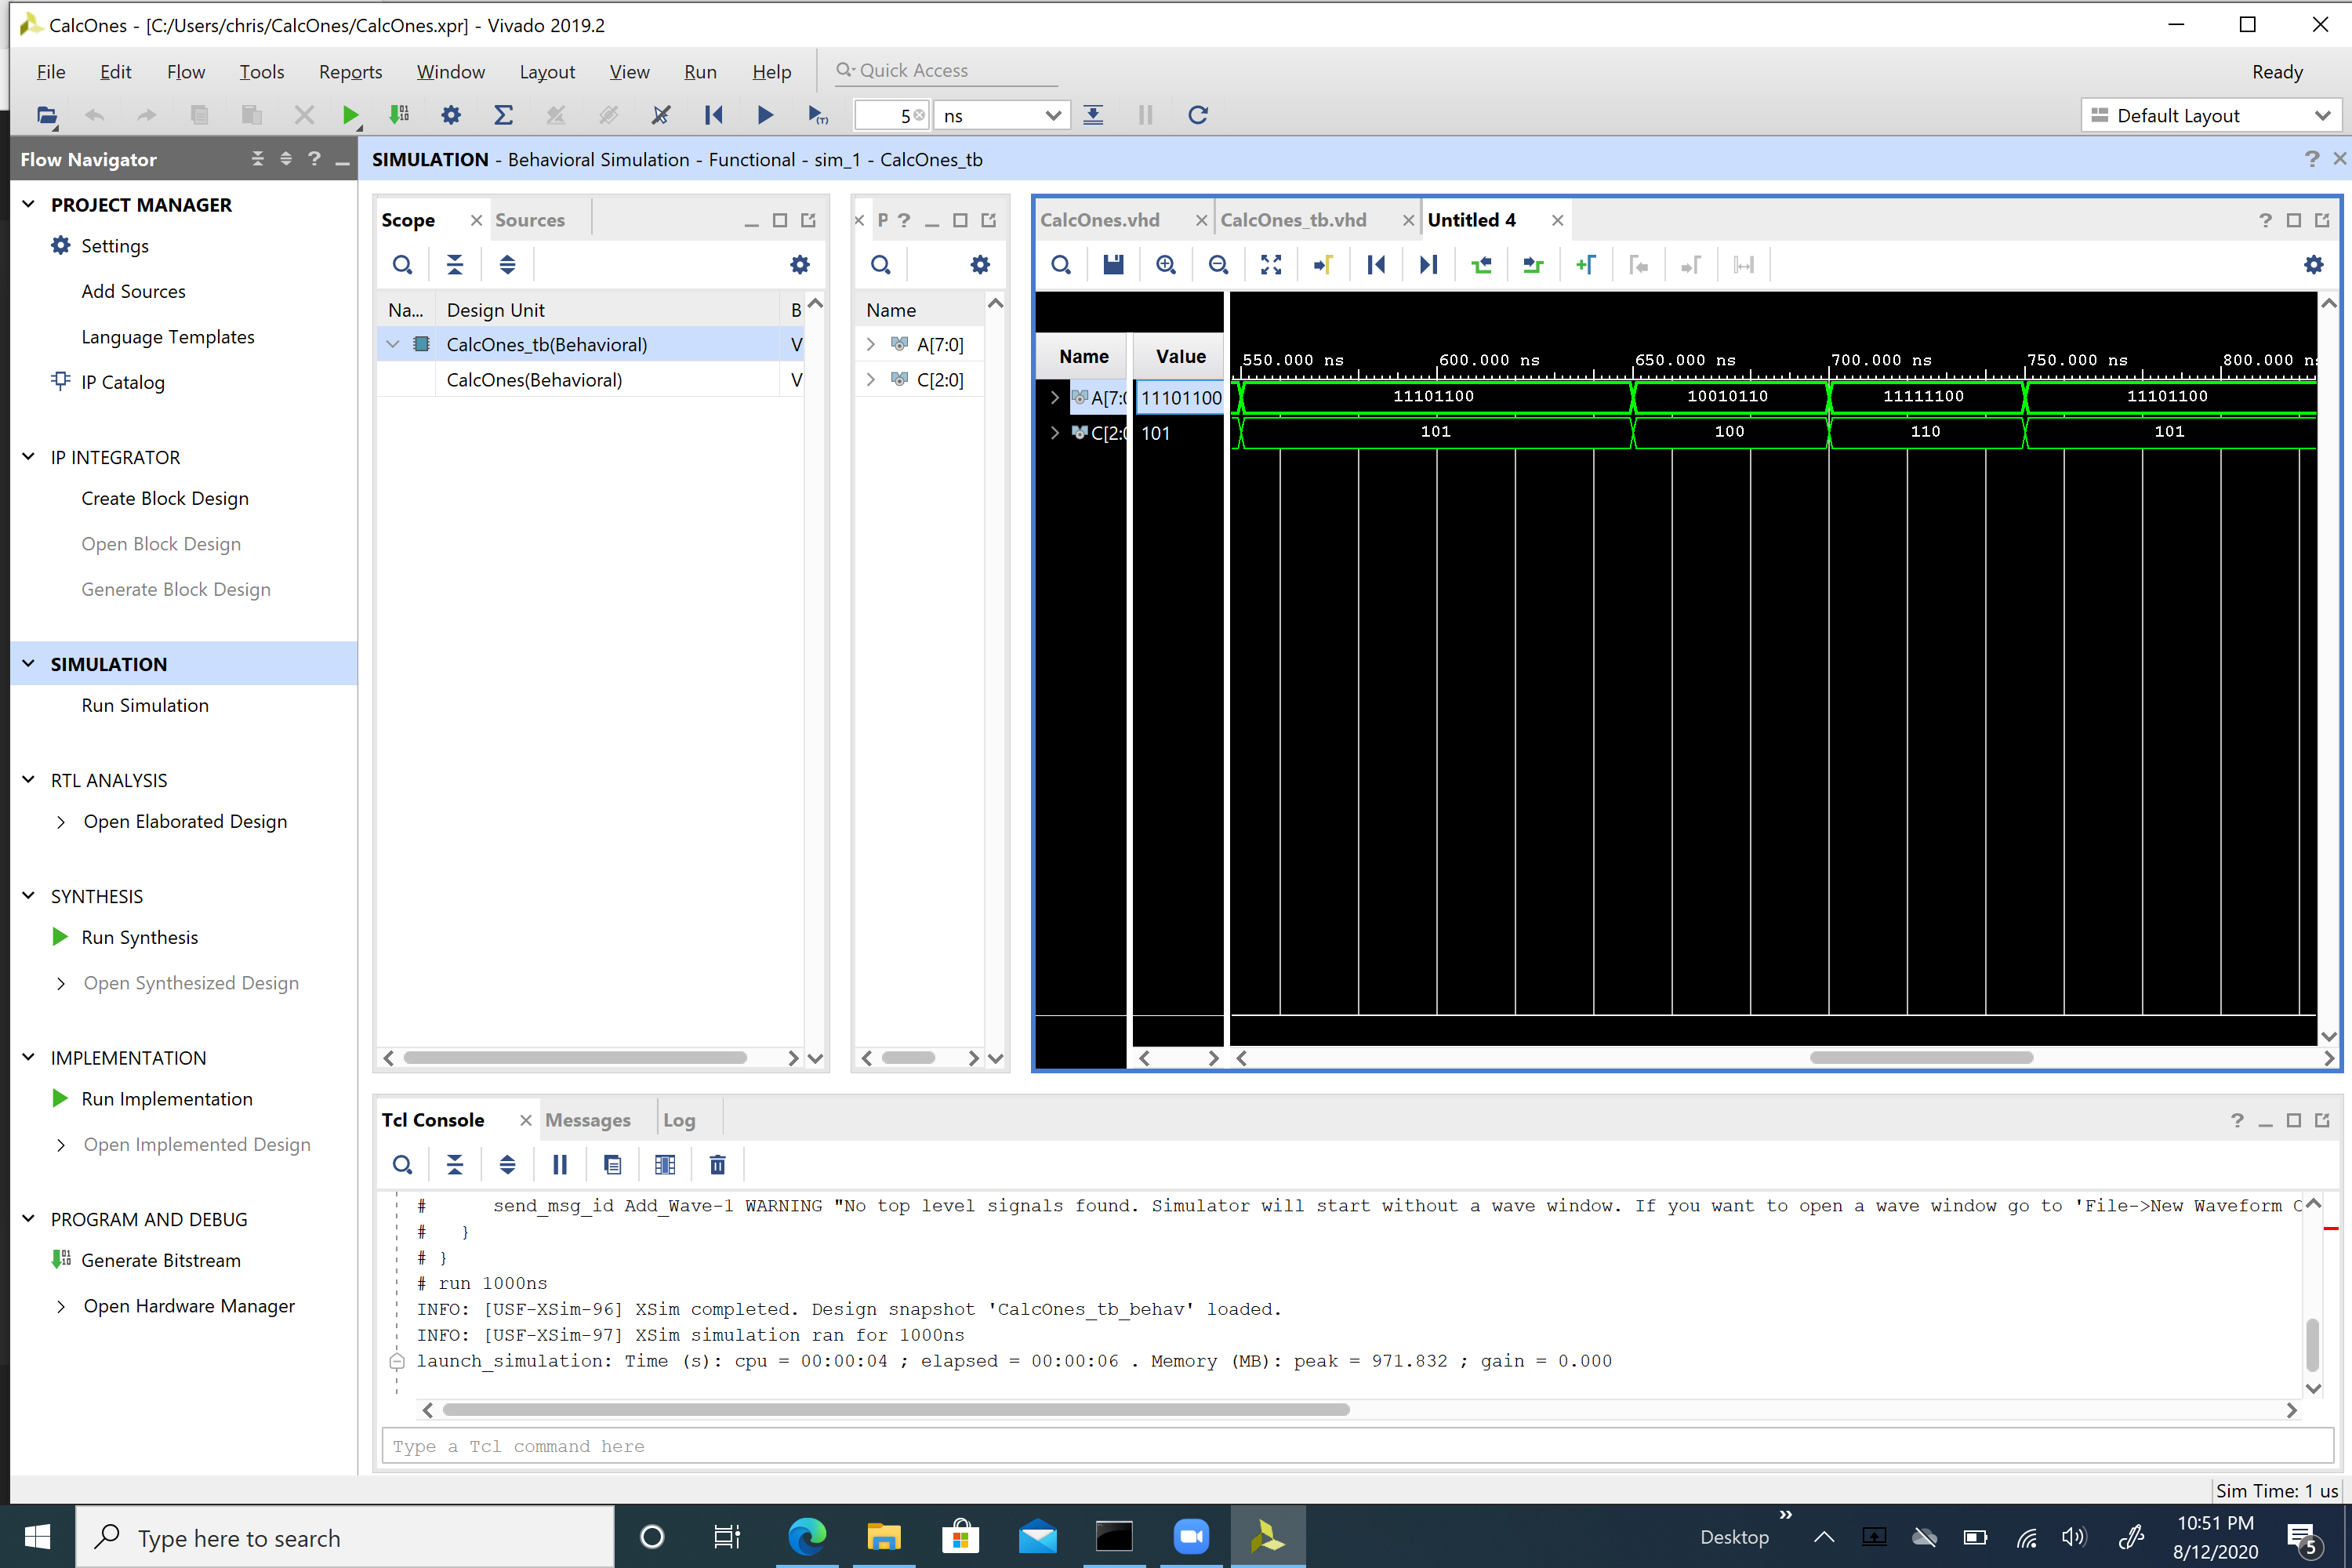 CalcOnes - [C:/Users/chris/CalcOnes/CalcOnes.xpr] - Vivado 2019.2
File Edit Flow Tools Reports Window Layout View Run Help Quick Access Ready
5 ns Default Layout
Flow Navigator ? SIMULATION - Behavioral Simulation - Functional - sim_1 - CalcOnes_tb ?
PROJECT MANAGER
Settings
Add Sources
Language Templates
IP Catalog
IP INTEGRATOR
Create Block Design
Open Block Design
Generate Block Design
SIMULATION
Run Simulation
RTL ANALYSIS
Open Elaborated Design
SYNTHESIS
Run Synthesis
Open Synthesized Design
IMPLEMENTATION
Run Implementation
Open Implemented Design
PROGRAM AND DEBUG
Generate Bitstream
Open Hardware Manager
Scope Sources
Na... Design Unit B
CalcOnes_tb(Behavioral) V
CalcOnes(Behavioral) V
P ?
Name
A[7:0]
C[2:0]
CalcOnes.vhd CalcOnes_tb.vhd Untitled 4 ?
Name Value 550.000 ns 600.000 ns 650.000 ns 700.000 ns 750.000 ns 800.000 n
A[7:0 11101100 11101100 10010110 11111100 11101100
C[2:0 101 101 100 110 101
Tcl Console Messages Log ?
# send_msg_id Add_Wave-1 WARNING "No top level signals found. Simulator will start without a wave window. If you want to open a wave window go to 'File->New Waveform C
# }
# }
# run 1000ns
INFO: [USF-XSim-96] XSim completed. Design snapshot 'CalcOnes_tb_behav' loaded.
INFO: [USF-XSim-97] XSim simulation ran for 1000ns
launch_simulation: Time (s): cpu = 00:00:04 ; elapsed = 00:00:06 . Memory (MB): peak = 971.832 ; gain = 0.000
Type a Tcl command here
Sim Time: 1 us
Type here to search
Desktop
10:51 PM
8/12/2020
5